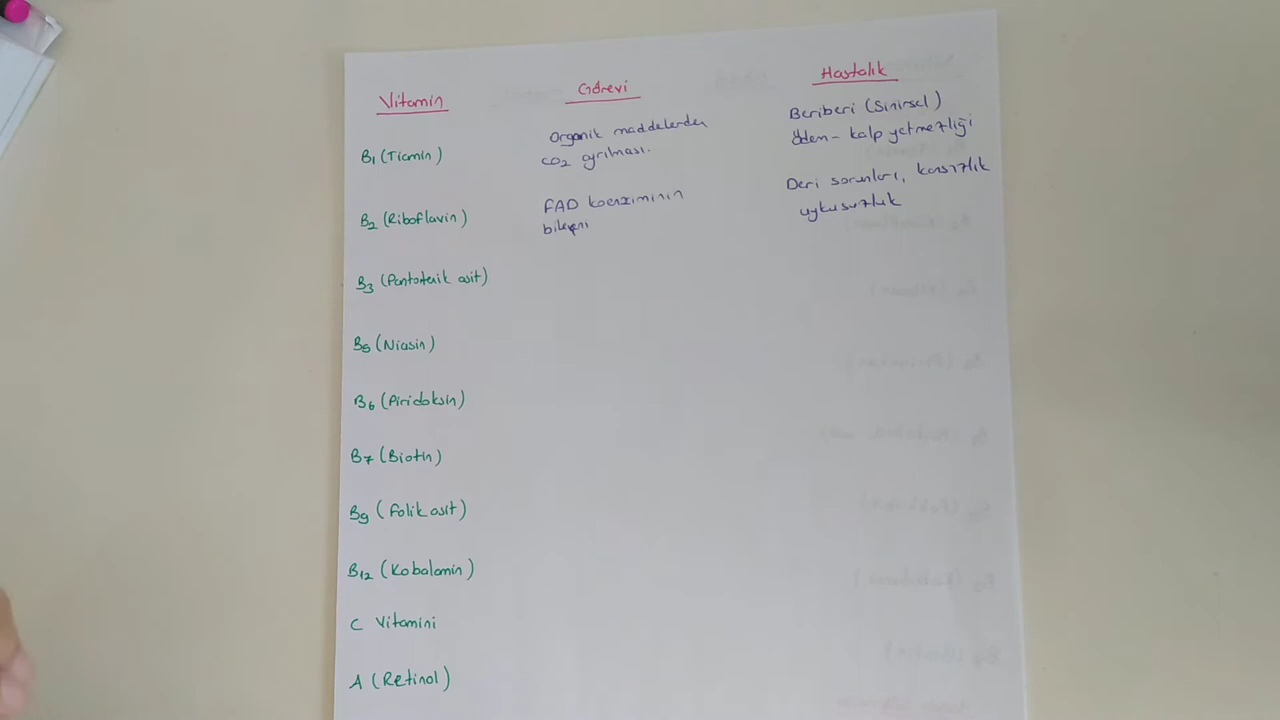 Vitamin Görevi Hastalık
B1 (Tiamin) Organik maddelerden Beriberi (Sinirsel)
CO2 ayrılması. Ödem - kalp yetmezliği
B2 (Riboflavin) FAD koenziminin Deri sorunları, kansızlık
bileşeni uykusuzluk
B3 (Pantotenik asit)
B5 (Niasin)
B6 (Piridoksin)
B7 (Biotin)
B9 (Folik asit)
B12 (Kobalamin)
C Vitamini
A (Retinol)